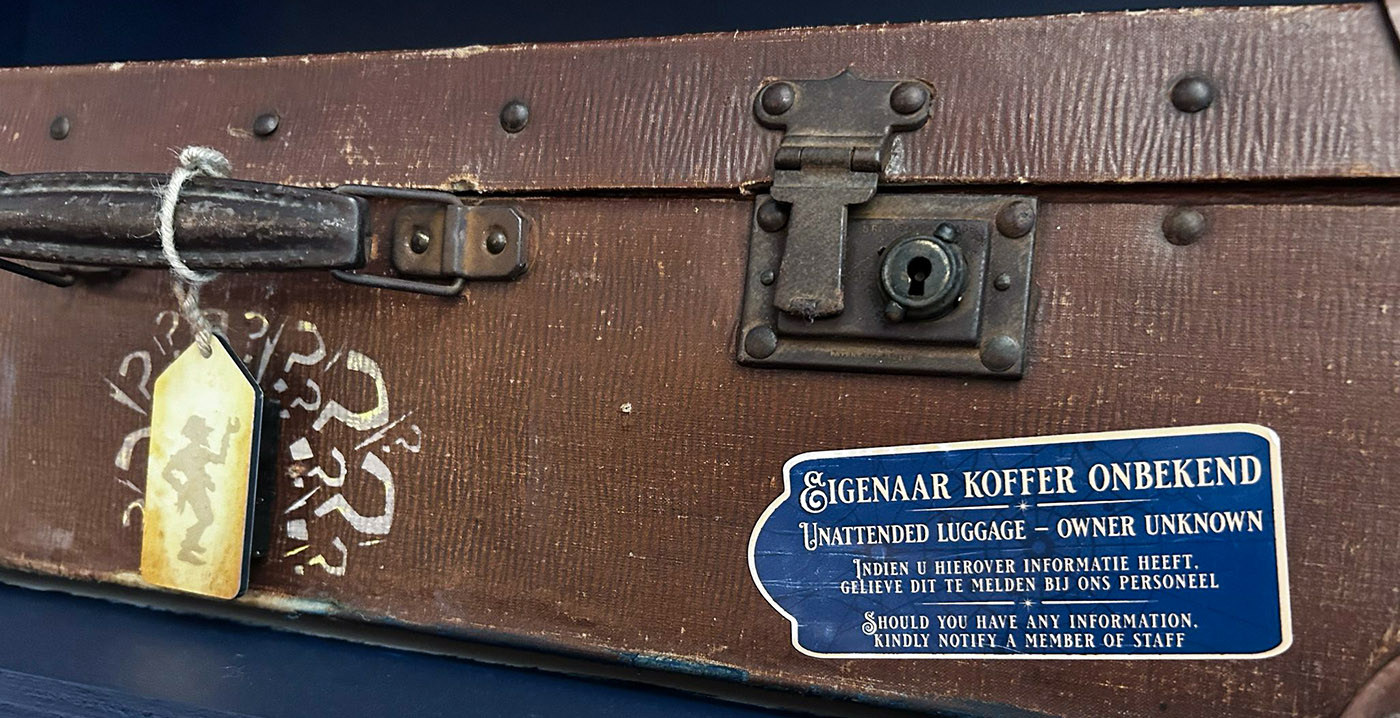 EIGENAAR KOFFER ONBEKEND
UNATTENDED LUGGAGE – OWNER UNKNOWN
INDIEN U HIEROVER INFORMATIE HEEFT,
GELIEVE DIT TE MELDEN BIJ ONS PERSONEEL
SHOULD YOU HAVE ANY INFORMATION,
KINDLY NOTIFY A MEMBER OF STAFF